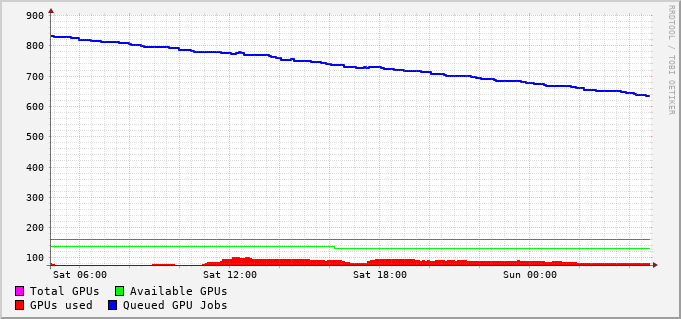 900
800
700
600
500
400
300
200
100
Sat 06:00 Sat 12:00 Sat 18:00 Sun 00:00
Total GPUs Available GPUs
GPUs used Queued GPU Jobs
RRDTOOL / TOBI OETIKER